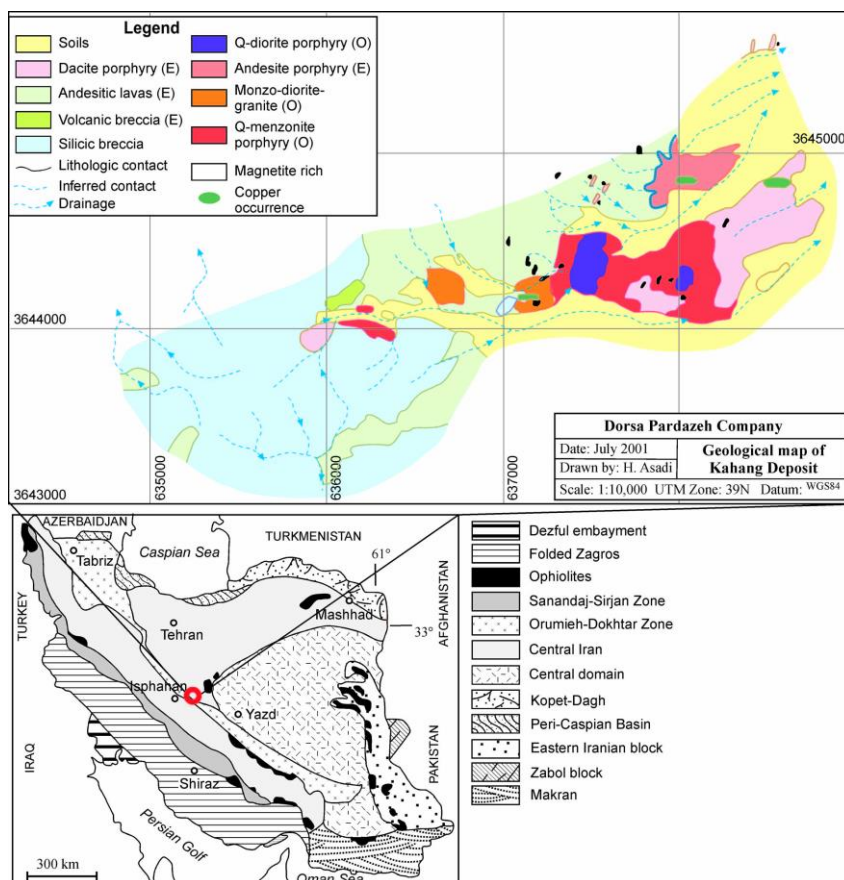 Legend
Soils
Dacite porphyry (E)
Andesitic lavas (E)
Volcanic breccia (E)
Silicic breccia
Lithologic contact
Inferred contact
Drainage
Q-diorite porphyry (O)
Andesite porphyry (E)
Monzo-diorite-
granite (O)
Q-menzonite
porphyry (O)
Magnetite rich
Copper
occurrence
3645000
3644000
3643000
635000
636000
637000
Dorsa Pardazeh Company
Date: July 2001
Drawn by: H. Asadi
Geological map of
Kahang Deposit
Scale: 1:10,000 UTM Zone: 39N Datum: WGS84
AZERBAIDJAN
Caspian Sea
TURKMENISTAN
61°
Tabriz
TURKEY
Mashhad
AFGHANISTAN
33°
Tehran
Isphahan
Yazd
IRAQ
Shiraz
PAKISTAN
Persian Golf
Oman Sea
300 km
Dezful embayment
Folded Zagros
Ophiolites
Sanandaj-Sirjan Zone
Orumieh-Dokhtar Zone
Central Iran
Central domain
Kopet-Dagh
Peri-Caspian Basin
Eastern Iranian block
Zabol block
Makran